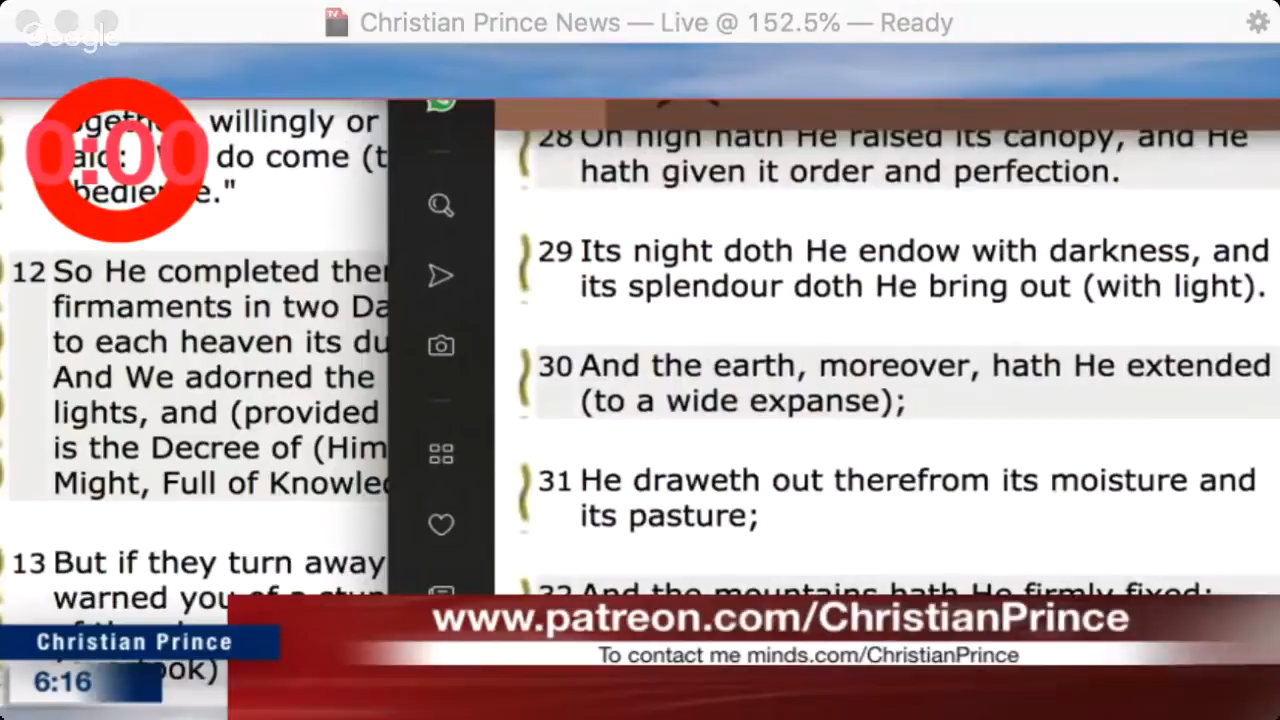 Christian Prince News — Live @ 152.5% — Ready
Google
0:00
willingly or
do come (t
12 So He completed
firmaments in two
to each heaven its
And We adorned the
lights, and (provided
is the Decree of (Him
Might, Full of
13 But if they turn away
warned you of a
Christian Prince
6:16
28 On high hath He raised its canopy, and He
hath given it order and perfection.
29 Its night doth He endow with darkness, and
its splendour doth He bring out (with light).
30 And the earth, moreover, hath He extended
(to a wide expanse);
31 He draweth out therefrom its moisture and
its pasture;
32 And the mountains hath He firmly fixed;
www.patreon.com/ChristianPrince
To contact me minds.com/ChristianPrince